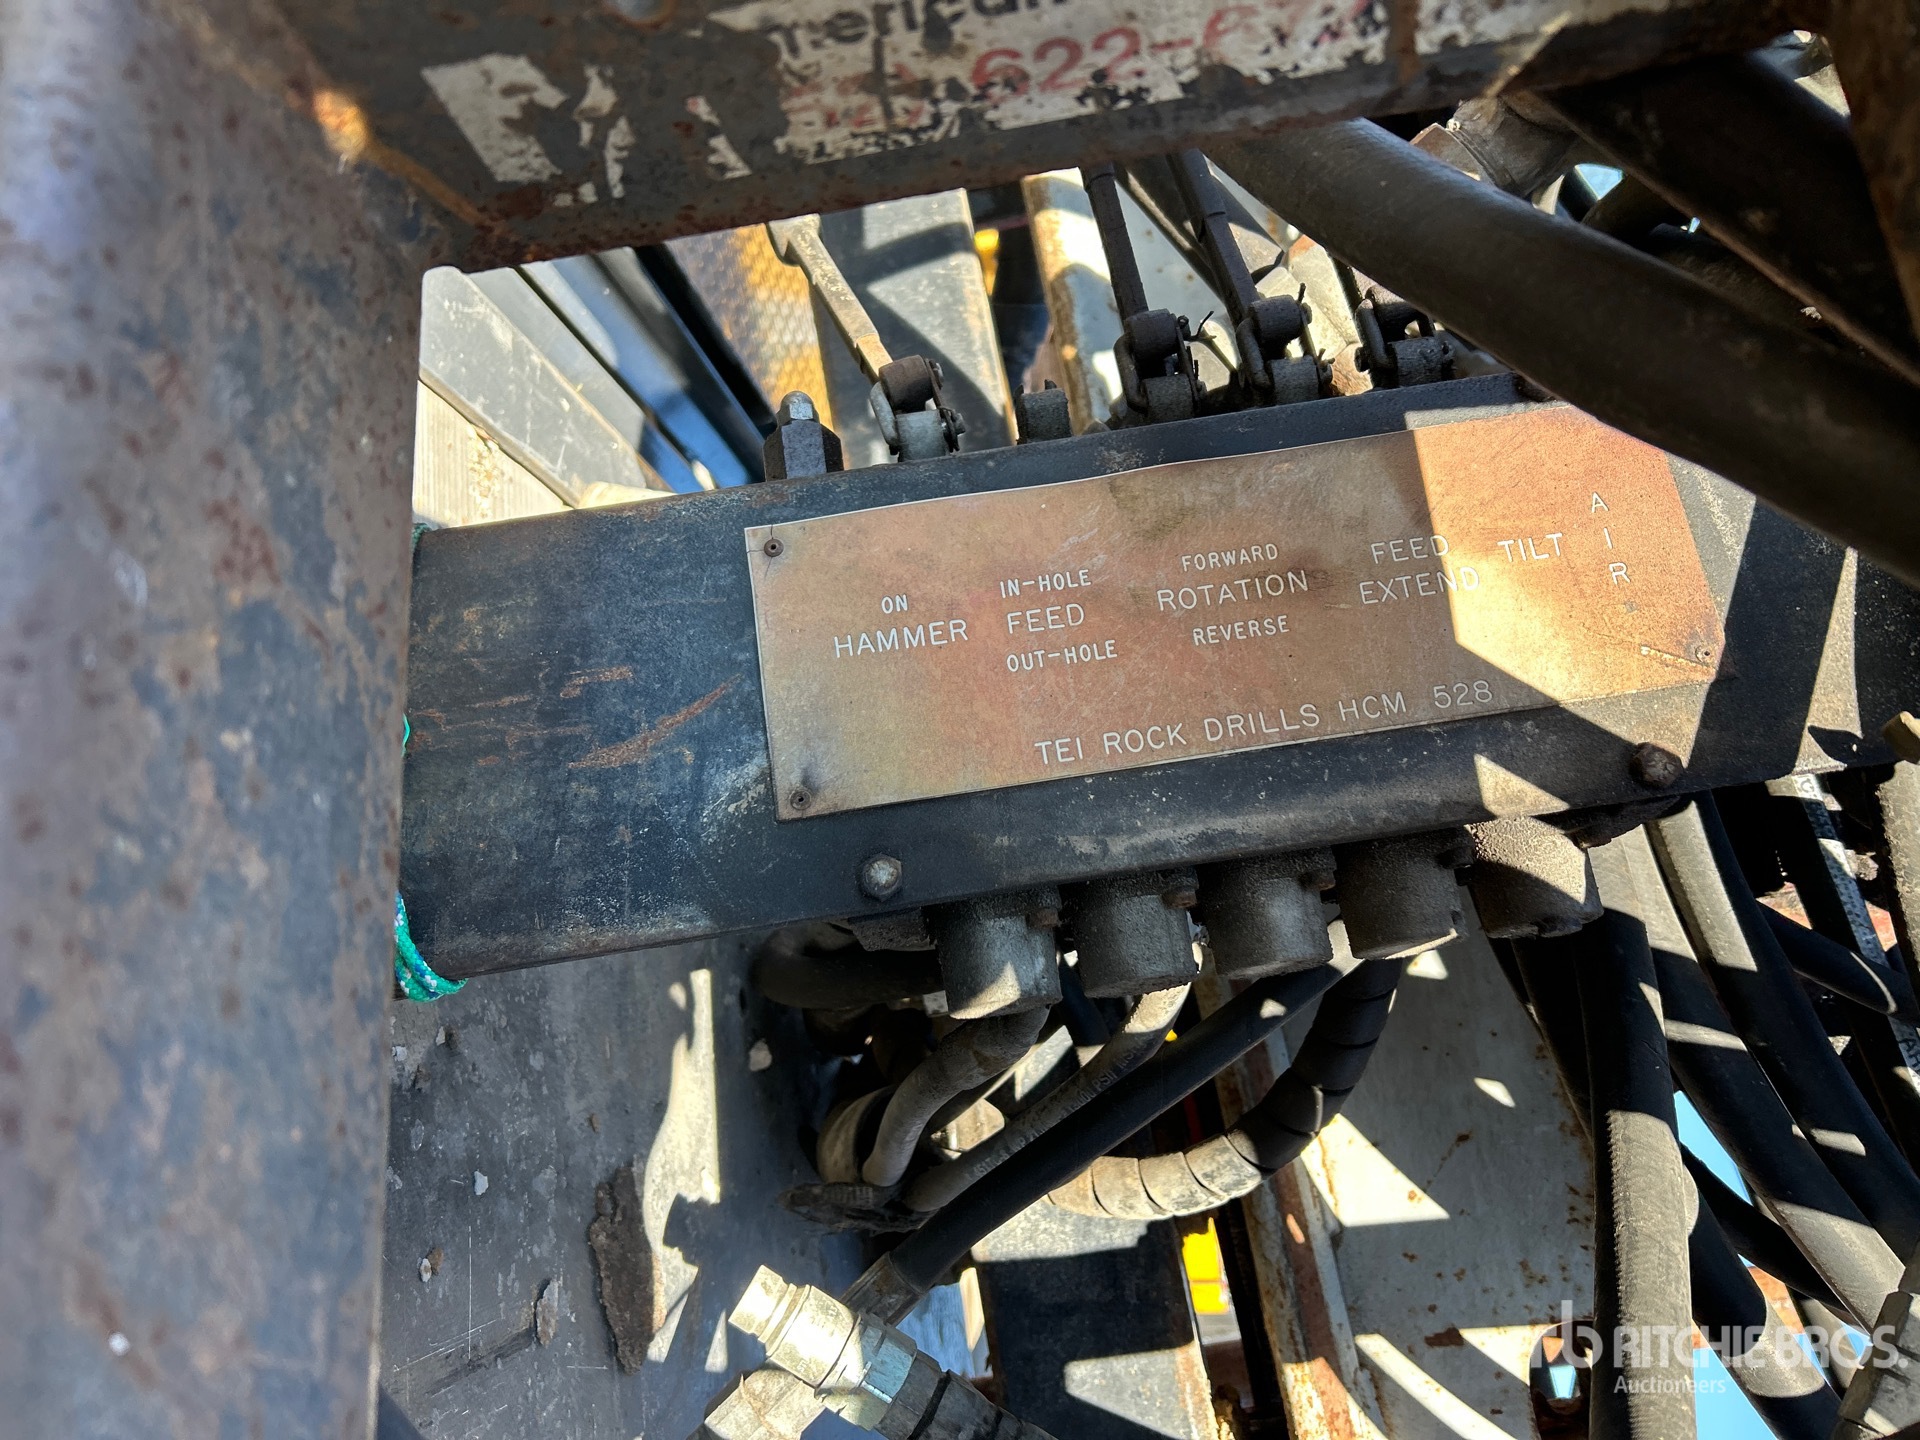 622-
ON
HAMMER
IN-HOLE
FEED
OUT-HOLE
FORWARD
ROTATION
REVERSE
FEED
EXTEND
TILT
A
I
R
TEI ROCK DRILLS HCM 528
rb RITCHIE BROS.
Auctioneers